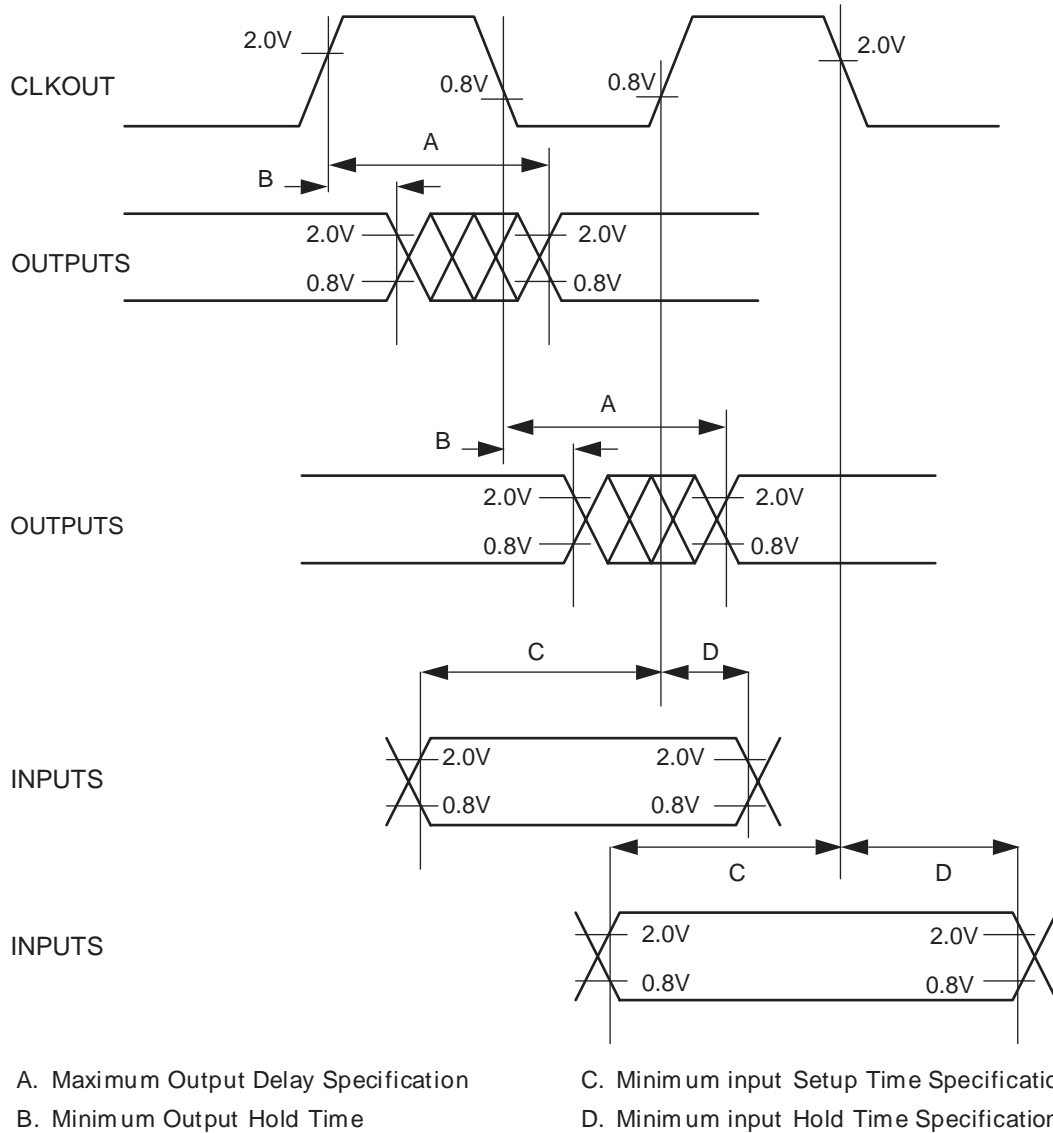 2.0V
2.0V
CLKOUT
0.8V
0.8V
A
B
2.0V
2.0V
OUTPUTS
0.8V
0.8V
A
B
2.0V
2.0V
OUTPUTS
0.8V
0.8V
C
D
2.0V
2.0V
INPUTS
0.8V
0.8V
C
D
2.0V
2.0V
INPUTS
0.8V
0.8V
A. Maximum Output Delay Specification
C. Minimum input Setup Time Specificatio
B. Minimum Output Hold Time
D. Minimum input Hold Time Specification